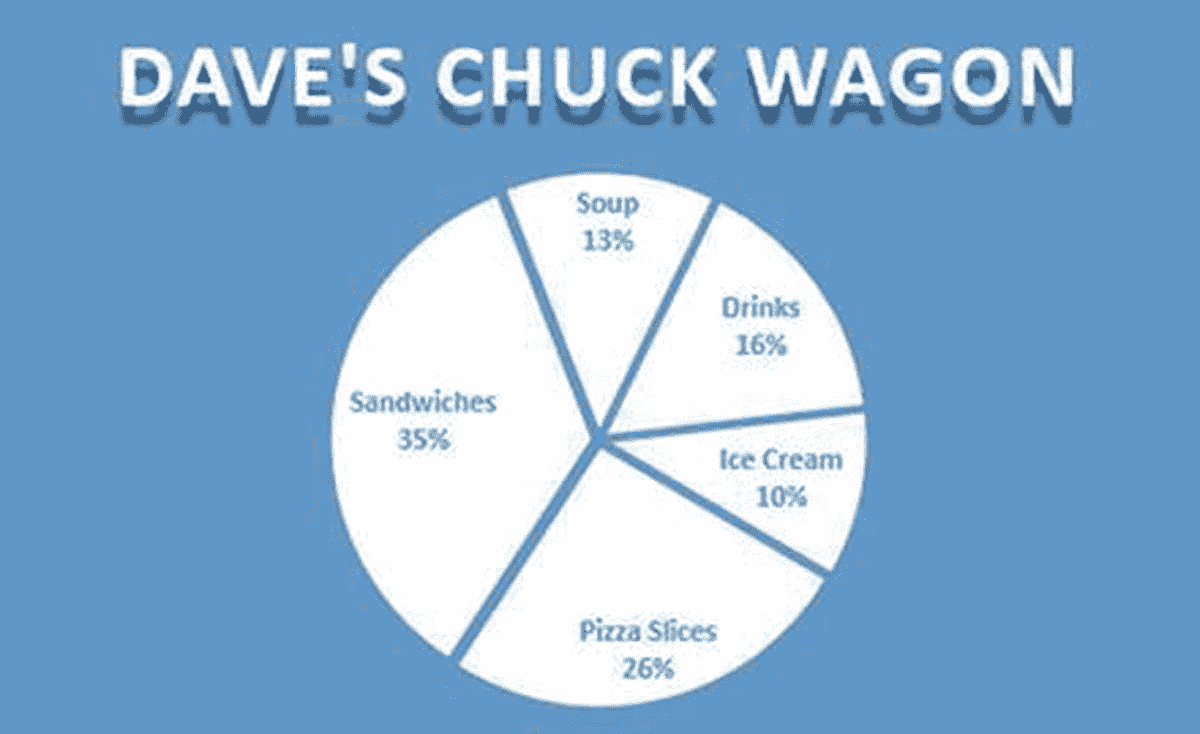 DAVE'S CHUCK WAGON
Soup
13%
Drinks
16%
Sandwiches
35%
Ice Cream
10%
Pizza Slices
26%